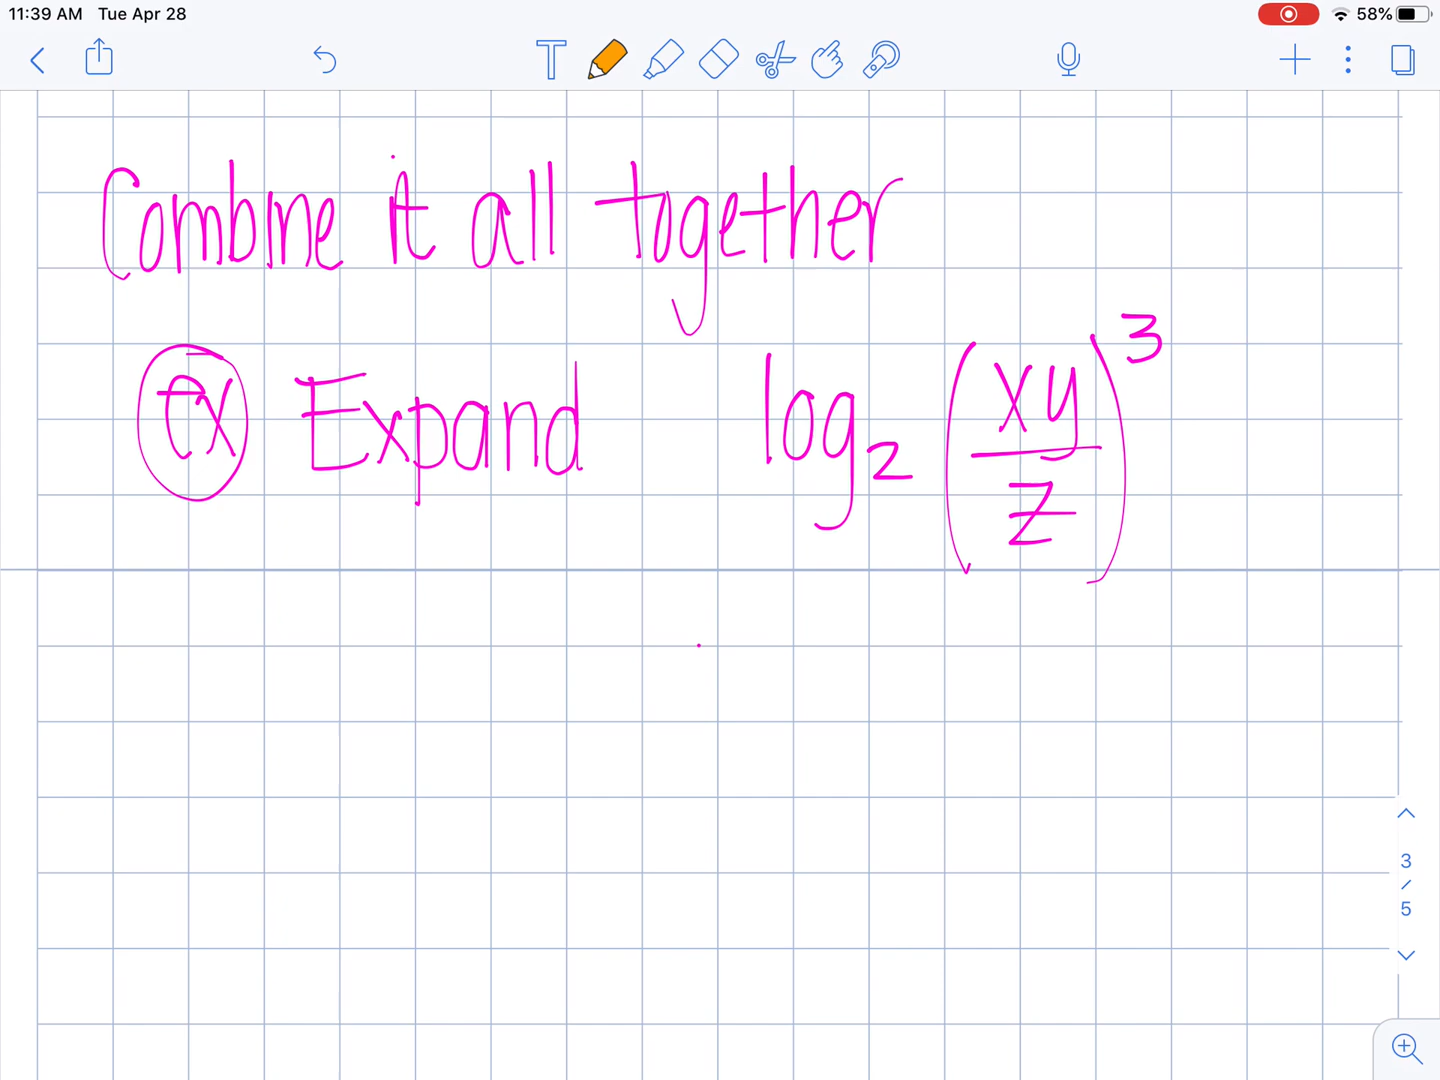 11:39 AM Tue Apr 28 58%
T
Combine it all together
Ex Expand log₂ (xy/z)³
3
/
5